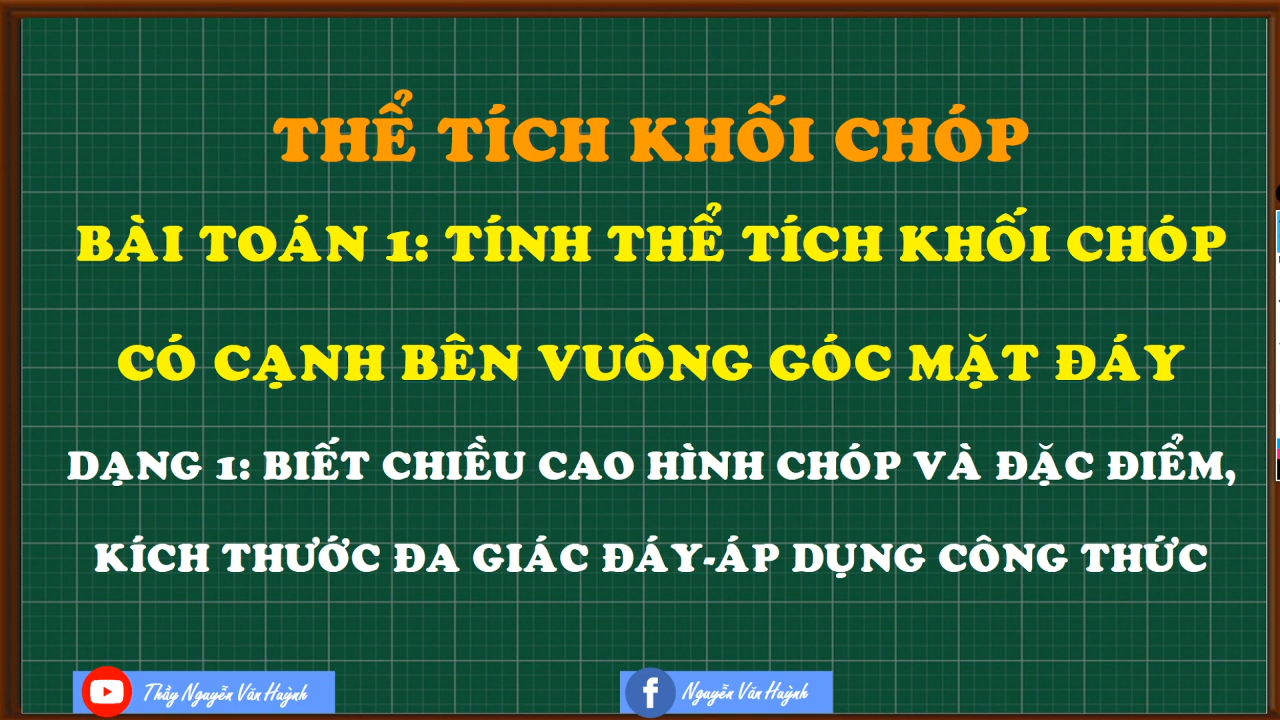 THỂ TÍCH KHỐI CHÓP
BÀI TOÁN 1: TÍNH THỂ TÍCH KHỐI CHÓP
CÓ CẠNH BÊN VUÔNG GÓC MẶT ĐÁY
DẠNG 1: BIẾT CHIỀU CAO HÌNH CHÓP VÀ ĐẶC ĐIỂM,
KÍCH THƯỚC ĐA GIÁC ĐÁY-ÁP DỤNG CÔNG THỨC
Thầy Nguyễn Văn Huỳnh
f Nguyễn Văn Huỳnh